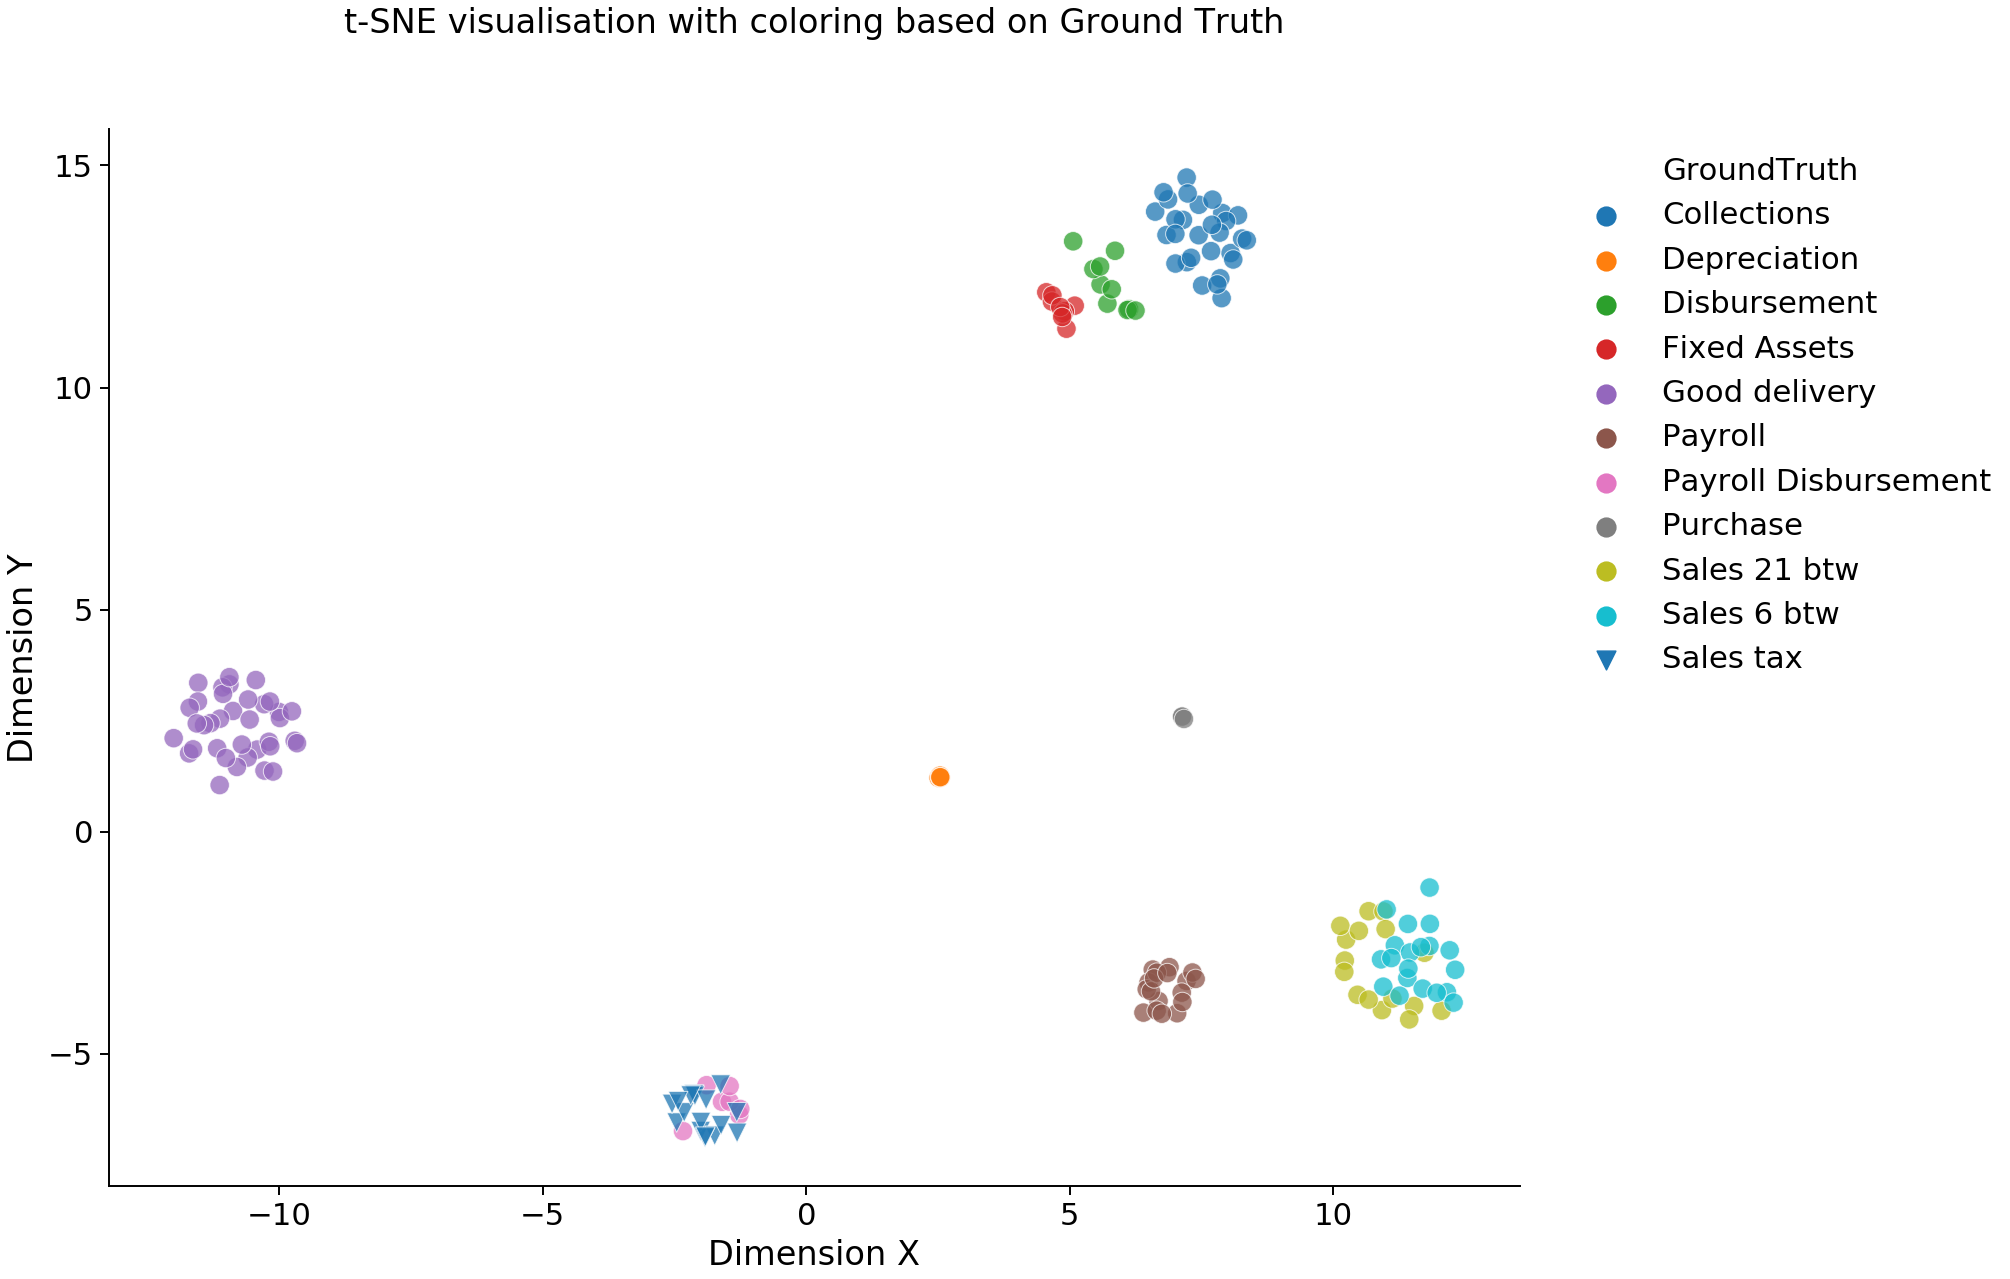 t-SNE visualisation with coloring based on Ground Truth
15
10
5
0
−5
Dimension Y
−10
−5
0
5
10
Dimension X
GroundTruth
Collections
Depreciation
Disbursement
Fixed Assets
Good delivery
Payroll
Payroll Disbursement
Purchase
Sales 21 btw
Sales 6 btw
Sales tax